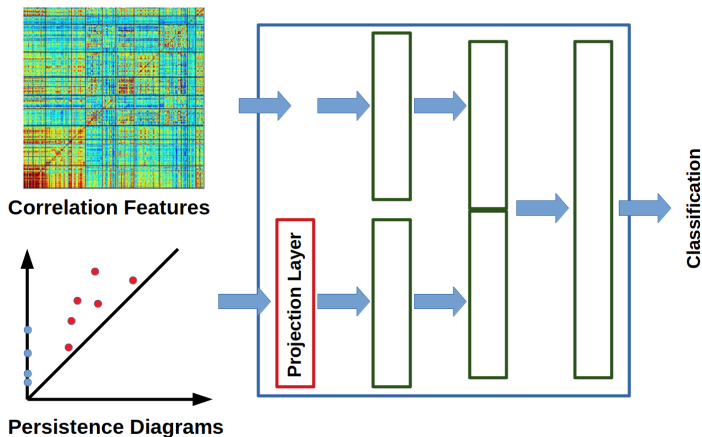 Correlation Features
Projection Layer
Classification
Persistence Diagrams